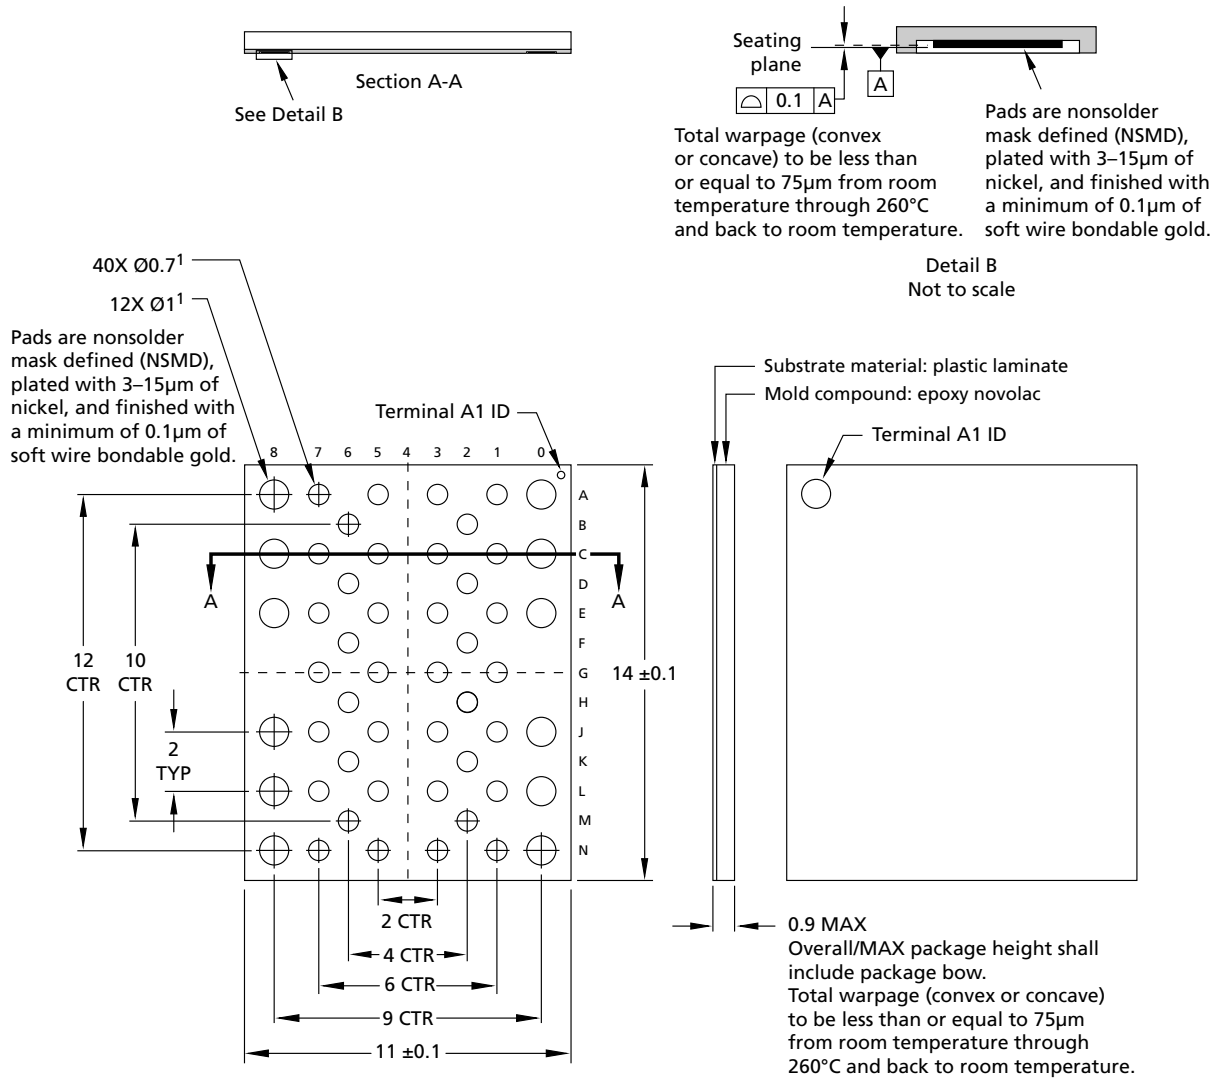 Section A-A
See Detail B
Seating
plane
0.1 A
A
Total warpage (convex
or concave) to be less than
or equal to 75µm from room
temperature through 260°C
and back to room temperature.
Pads are nonsolder
mask defined (NSMD),
plated with 3–15µm of
nickel, and finished with
a minimum of 0.1µm of
soft wire bondable gold.
Detail B
Not to scale
40X Ø0.7¹
12X Ø1¹
Pads are nonsolder
mask defined (NSMD),
plated with 3–15µm of
nickel, and finished with
a minimum of 0.1µm of
soft wire bondable gold.
Terminal A1 ID
8 7 6 5 4 3 2 1 0
A
B
C
D
E
F
G
H
J
K
L
M
N
A
A
12
CTR
10
CTR
2
TYP
14 ±0.1
2 CTR
4 CTR
6 CTR
9 CTR
11 ±0.1
Substrate material: plastic laminate
Mold compound: epoxy novolac
Terminal A1 ID
0.9 MAX
Overall/MAX package height shall
include package bow.
Total warpage (convex or concave)
to be less than or equal to 75µm
from room temperature through
260°C and back to room temperature.